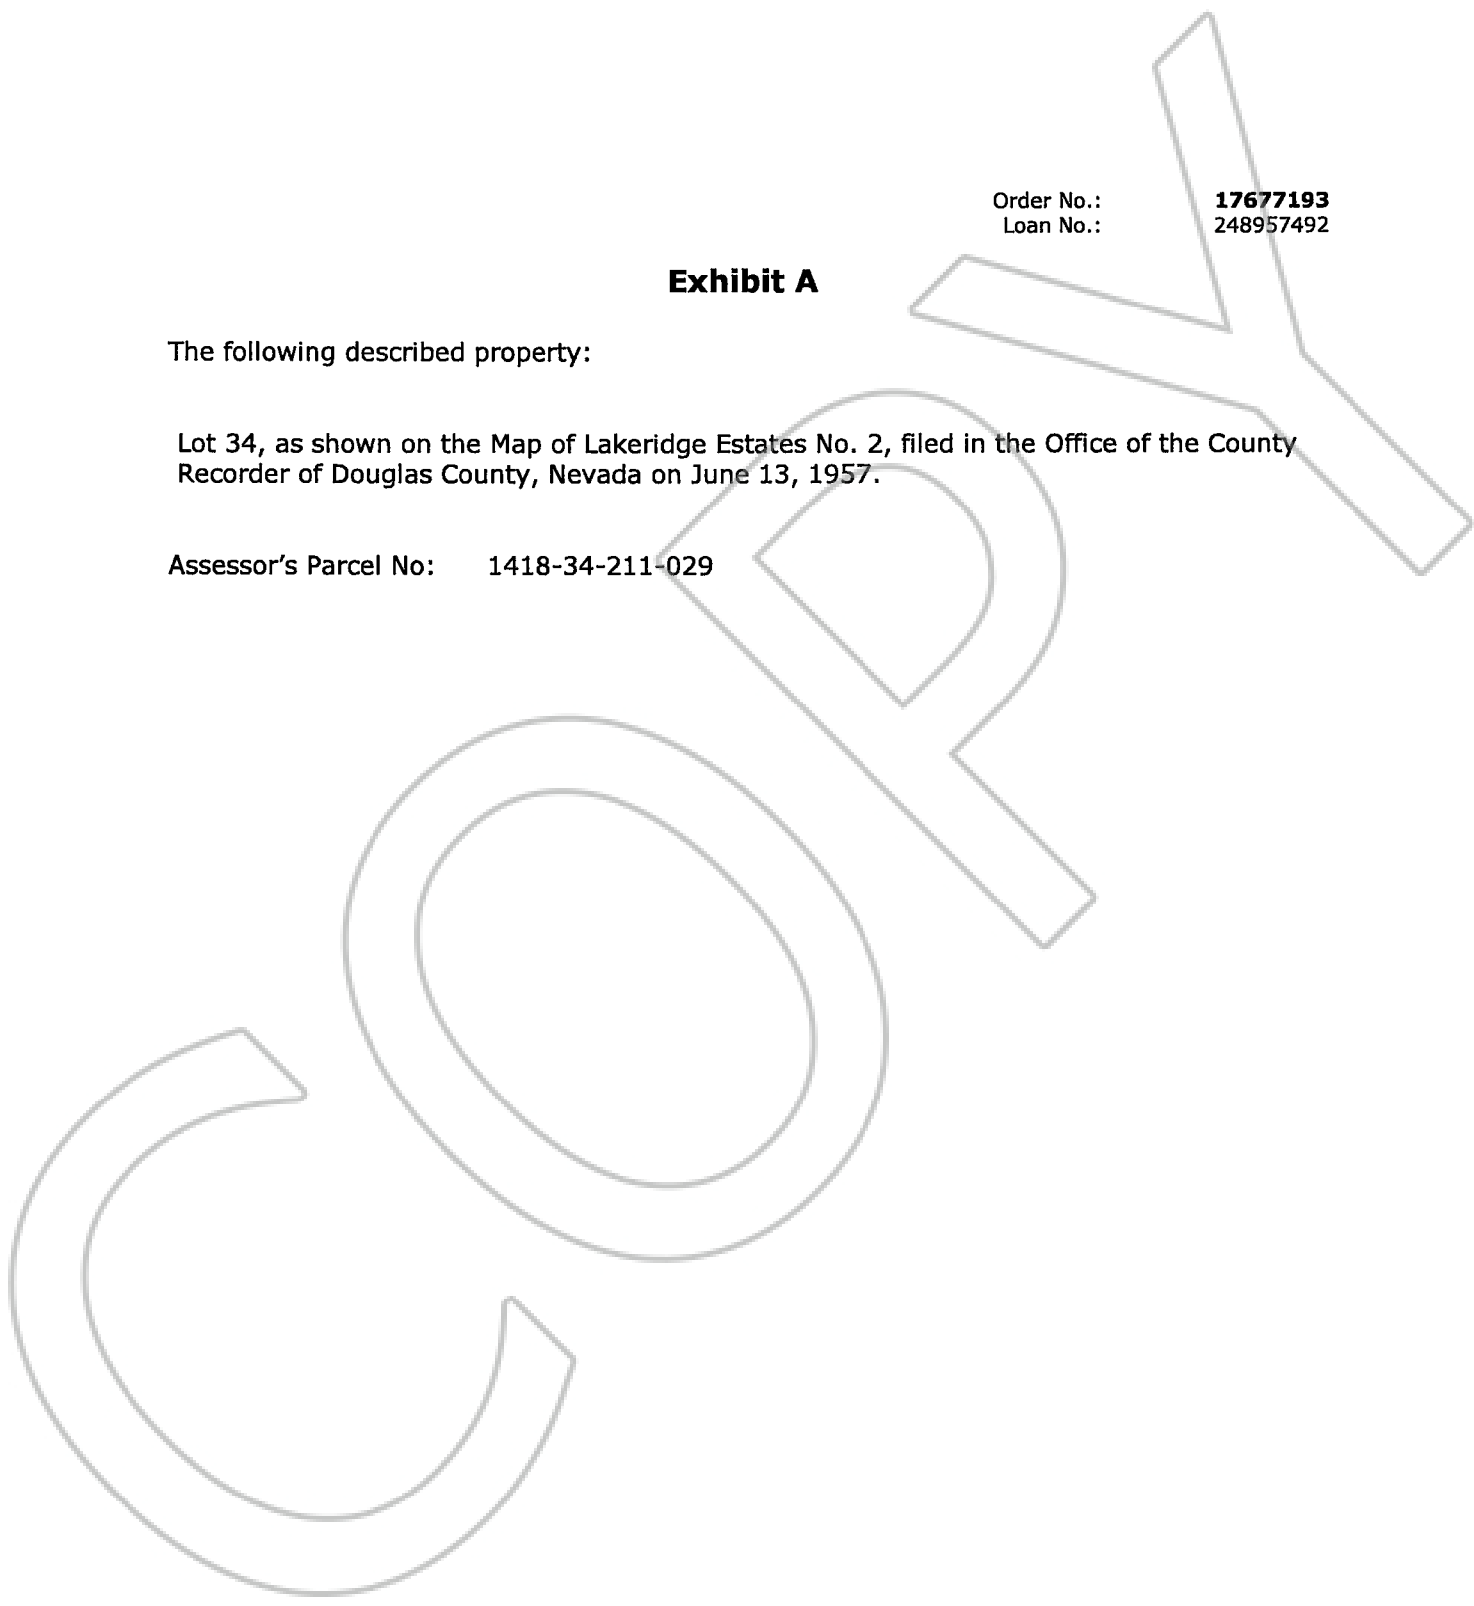 Order No.: 17677193
Loan No.: 248957492
Exhibit A
The following described property:
Lot 34, as shown on the Map of Lakeridge Estates No. 2, filed in the Office of the County
Recorder of Douglas County, Nevada on June 13, 1957.
Assessor's Parcel No: 1418-34-211-029
COPY